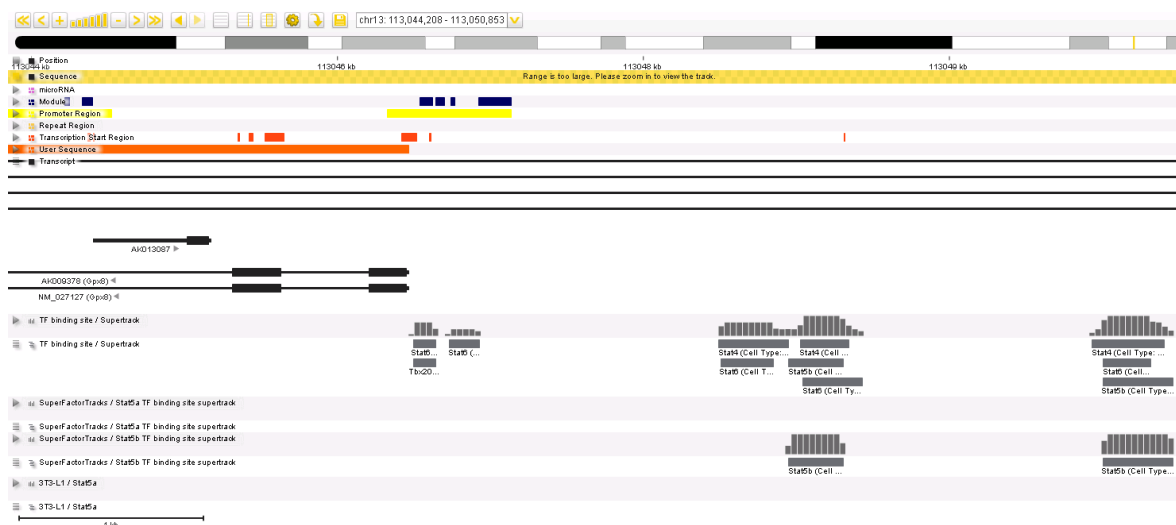 chr13: 113,044,208 - 113,050,853
Position
113044 kb
113046 kb
113048 kb
113049 kb
Sequence
Range is too large. Please zoom in to view the track.
microRNA
Module
Promoter Region
Repeat Region
Transcription Start Region
User Sequence
Transcript
AK013087
AK009378 (Gpx8)
NM_027127 (Gpx8)
TF binding site / Supertrack
TF binding site / Supertrack
Stat6... Stat6 (... Stat4 (Cell Type:... Stat4 (Cell ... Stat4 (Cell Type: ...
Tbx20... Stat6 (Cell T... Stat5b (Cell ... Stat6 (Cell...
Stat6 (Cell Ty... Stat5b (Cell Type...
SuperFactorTracks / Stat5a TF binding site supertrack
SuperFactorTracks / Stat5a TF binding site supertrack
SuperFactorTracks / Stat5b TF binding site supertrack
SuperFactorTracks / Stat5b TF binding site supertrack
Stat5b (Cell ... Stat5b (Cell Type...
3T3-L1 / Stat5a
3T3-L1 / Stat5a